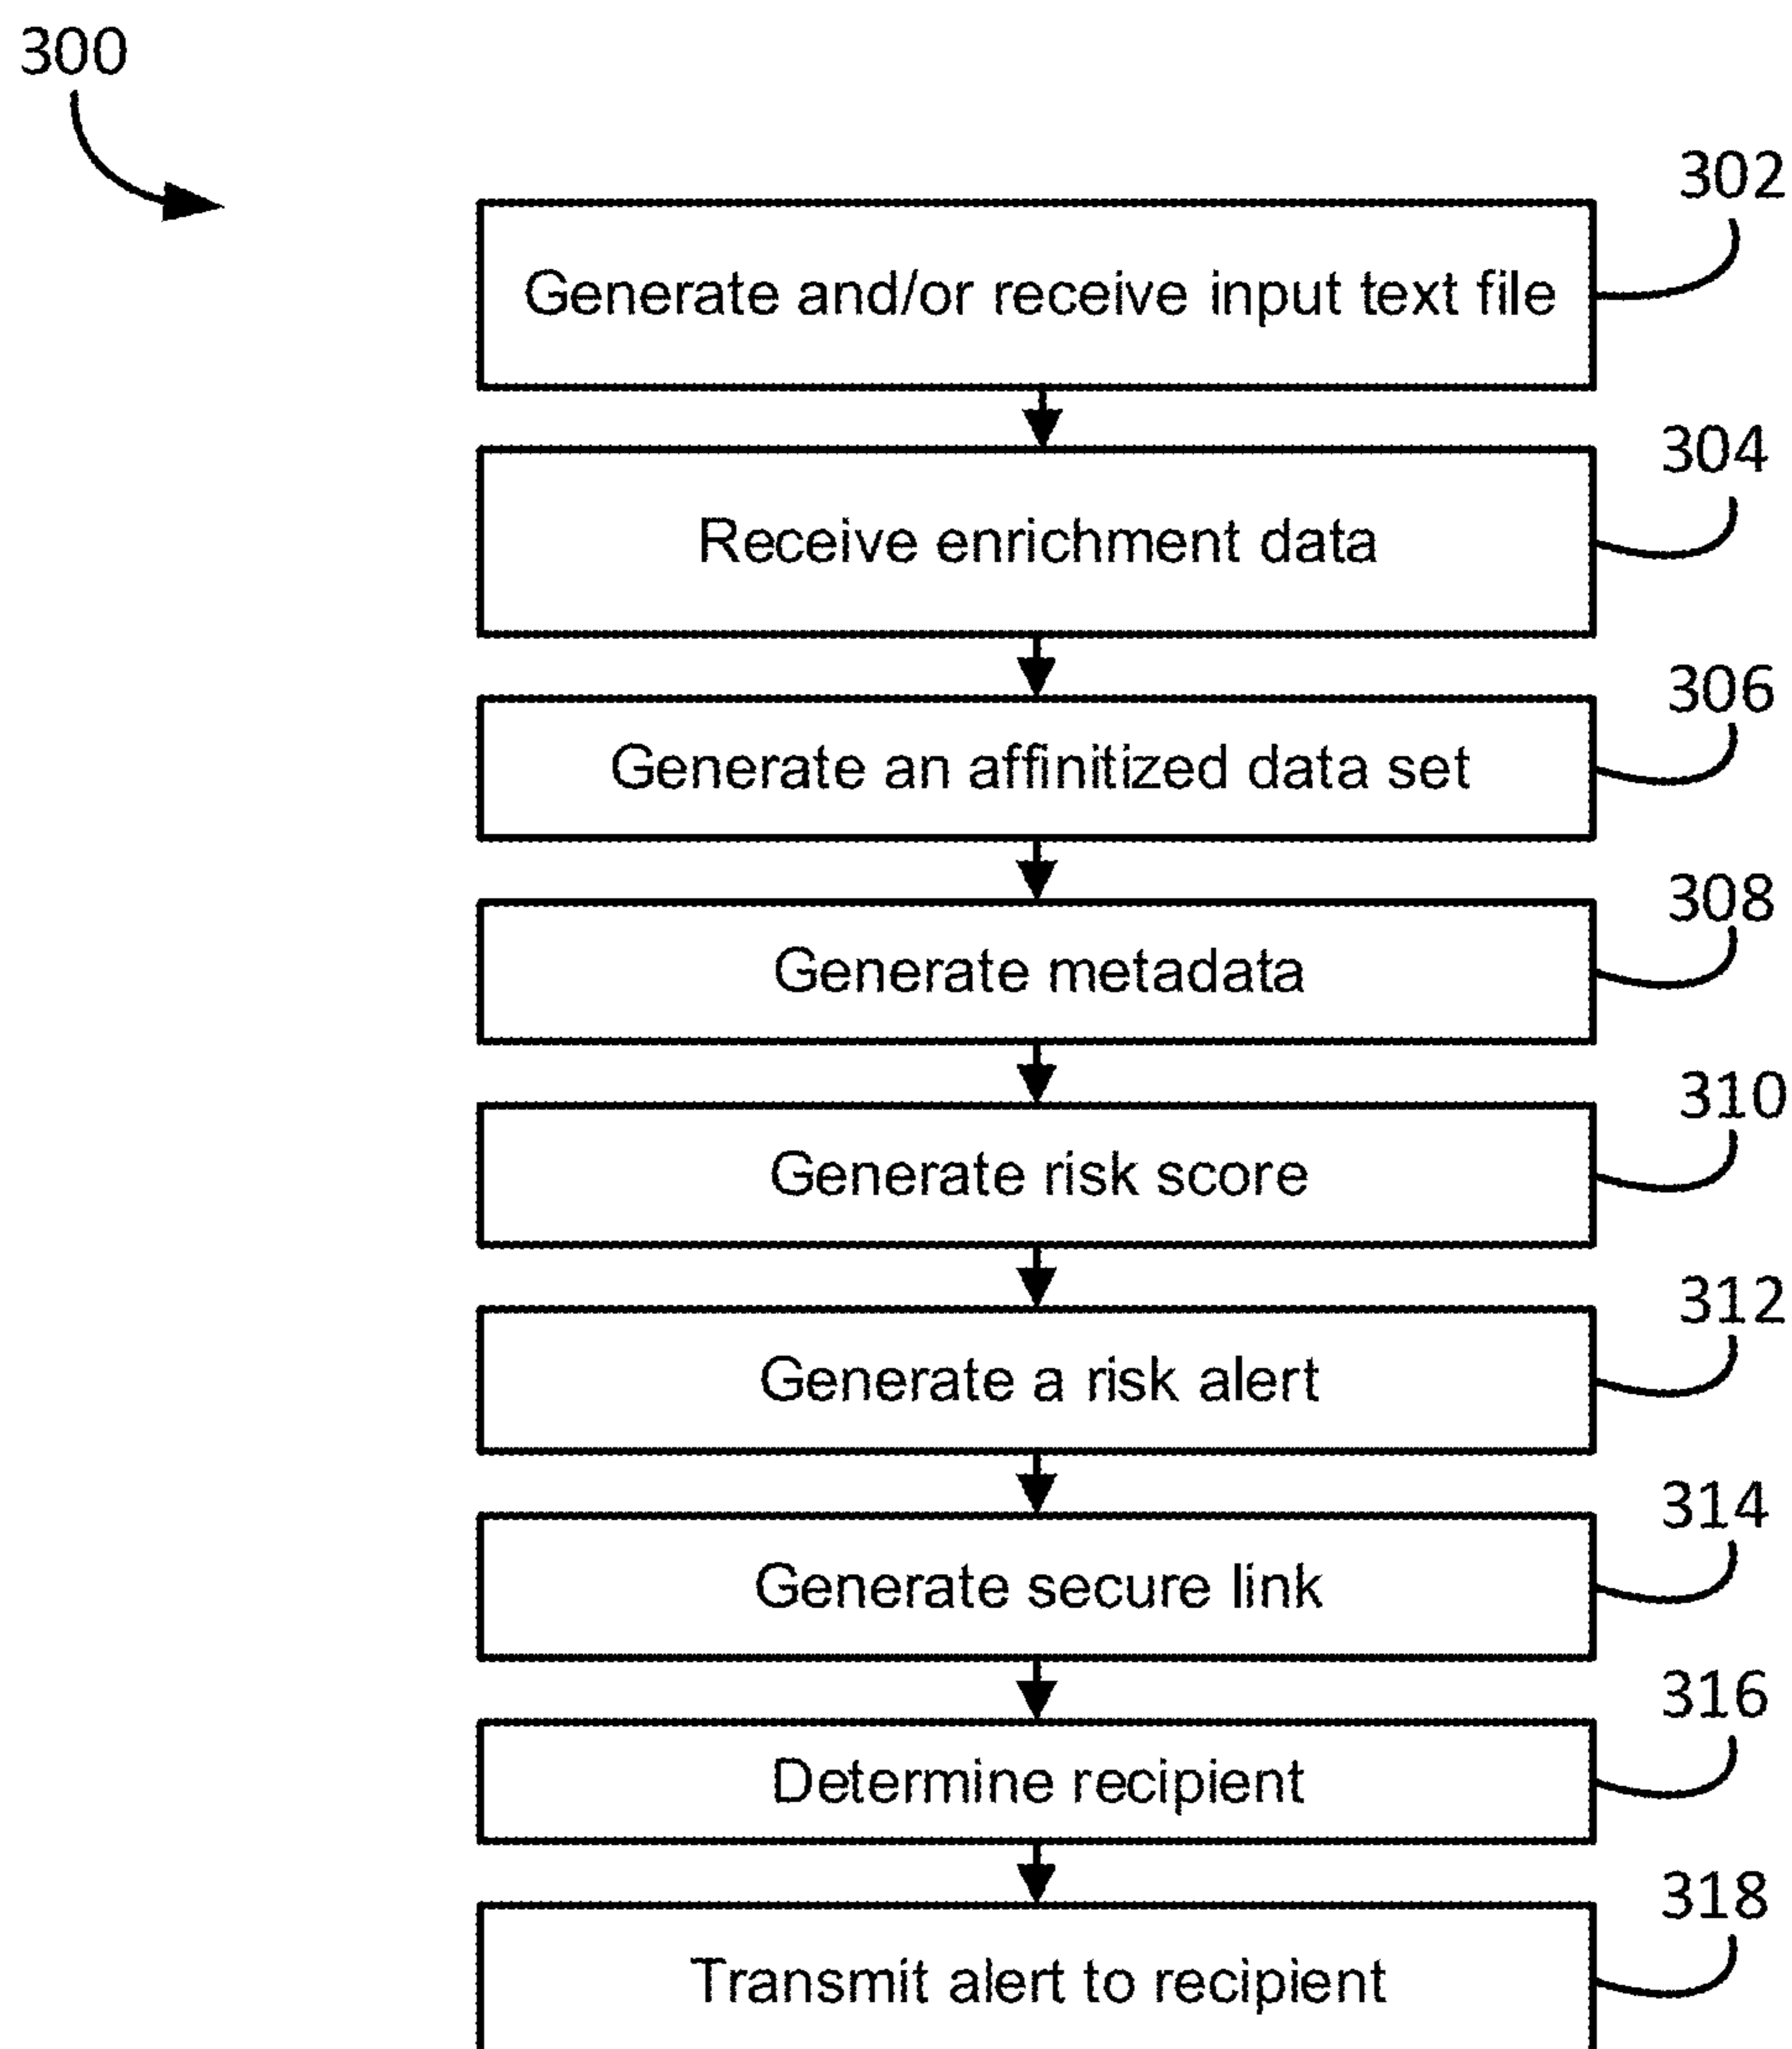 300
302
Generate and/or receive input text file
304
Receive enrichment data
306
Generate an affinitized data set
308
Generate metadata
310
Generate risk score
312
Generate a risk alert
314
Generate secure link
316
Determine recipient
318
Transmit alert to recipient